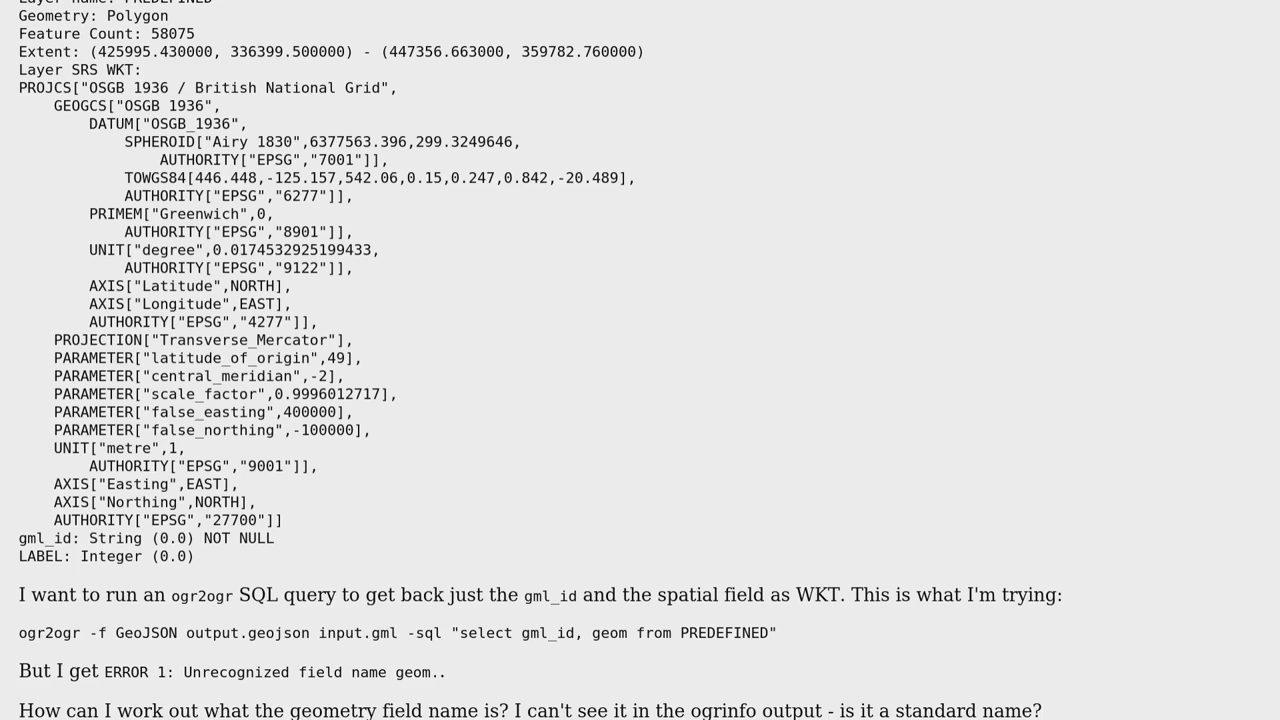 Layer name: PREDEFINED
Geometry: Polygon
Feature Count: 58075
Extent: (425995.430000, 336399.500000) - (447356.663000, 359782.760000)
Layer SRS WKT:
PROJCS["OSGB 1936 / British National Grid",
    GEOGCS["OSGB 1936",
        DATUM["OSGB_1936",
            SPHEROID["Airy 1830",6377563.396,299.3249646,
                AUTHORITY["EPSG","7001"]],
            TOWGS84[446.448,-125.157,542.06,0.15,0.247,0.842,-20.489],
            AUTHORITY["EPSG","6277"]],
        PRIMEM["Greenwich",0,
            AUTHORITY["EPSG","8901"]],
        UNIT["degree",0.0174532925199433,
            AUTHORITY["EPSG","9122"]],
        AXIS["Latitude",NORTH],
        AXIS["Longitude",EAST],
        AUTHORITY["EPSG","4277"]],
    PROJECTION["Transverse_Mercator"],
    PARAMETER["latitude_of_origin",49],
    PARAMETER["central_meridian",-2],
    PARAMETER["scale_factor",0.9996012717],
    PARAMETER["false_easting",400000],
    PARAMETER["false_northing",-100000],
    UNIT["metre",1,
        AUTHORITY["EPSG","9001"]],
    AXIS["Easting",EAST],
    AXIS["Northing",NORTH],
    AUTHORITY["EPSG","27700"]]
gml_id: String (0.0) NOT NULL
LABEL: Integer (0.0)
I want to run an ogr2ogr SQL query to get back just the gml_id and the spatial field as WKT. This is what I'm trying:
ogr2ogr -f GeoJSON output.geojson input.gml -sql "select gml_id, geom from PREDEFINED"
But I get ERROR 1: Unrecognized field name geom..
How can I work out what the geometry field name is? I can't see it in the ogrinfo output - is it a standard name?